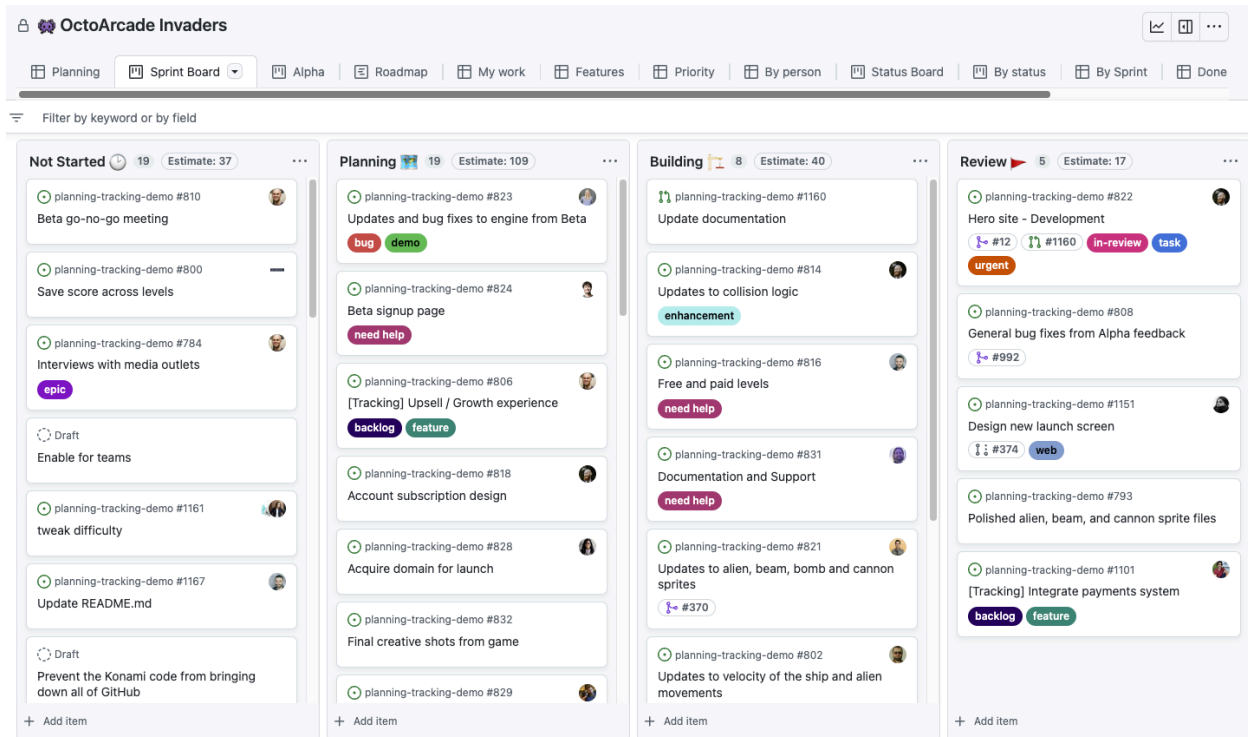 OctoArcade Invaders
Planning
Sprint Board
Alpha
Roadmap
My work
Features
Priority
By person
Status Board
By status
By Sprint
Done
Filter by keyword or by field
Not Started 19 Estimate: 37
planning-tracking-demo #810
Beta go-no-go meeting
planning-tracking-demo #800
Save score across levels
planning-tracking-demo #784
Interviews with media outlets
epic
Draft
Enable for teams
planning-tracking-demo #1161
tweak difficulty
planning-tracking-demo #1167
Update README.md
Draft
Prevent the Konami code from bringing
down all of GitHub
+ Add item
Planning 19 Estimate: 109
planning-tracking-demo #823
Updates and bug fixes to engine from Beta
bug demo
planning-tracking-demo #824
Beta signup page
need help
planning-tracking-demo #806
[Tracking] Upsell / Growth experience
backlog feature
planning-tracking-demo #818
Account subscription design
planning-tracking-demo #828
Acquire domain for launch
planning-tracking-demo #832
Final creative shots from game
planning-tracking-demo #829
+ Add item
Building 8 Estimate: 40
planning-tracking-demo #1160
Update documentation
planning-tracking-demo #814
Updates to collision logic
enhancement
planning-tracking-demo #816
Free and paid levels
need help
planning-tracking-demo #831
Documentation and Support
need help
planning-tracking-demo #821
Updates to alien, beam, bomb and cannon
sprites
#370
planning-tracking-demo #802
Updates to velocity of the ship and alien
movements
+ Add item
Review 5 Estimate: 17
planning-tracking-demo #822
Hero site - Development
#12 #1160 in-review task
urgent
planning-tracking-demo #808
General bug fixes from Alpha feedback
#992
planning-tracking-demo #1151
Design new launch screen
#374 web
planning-tracking-demo #793
Polished alien, beam, and cannon sprite files
planning-tracking-demo #1101
[Tracking] Integrate payments system
backlog feature
+ Add item